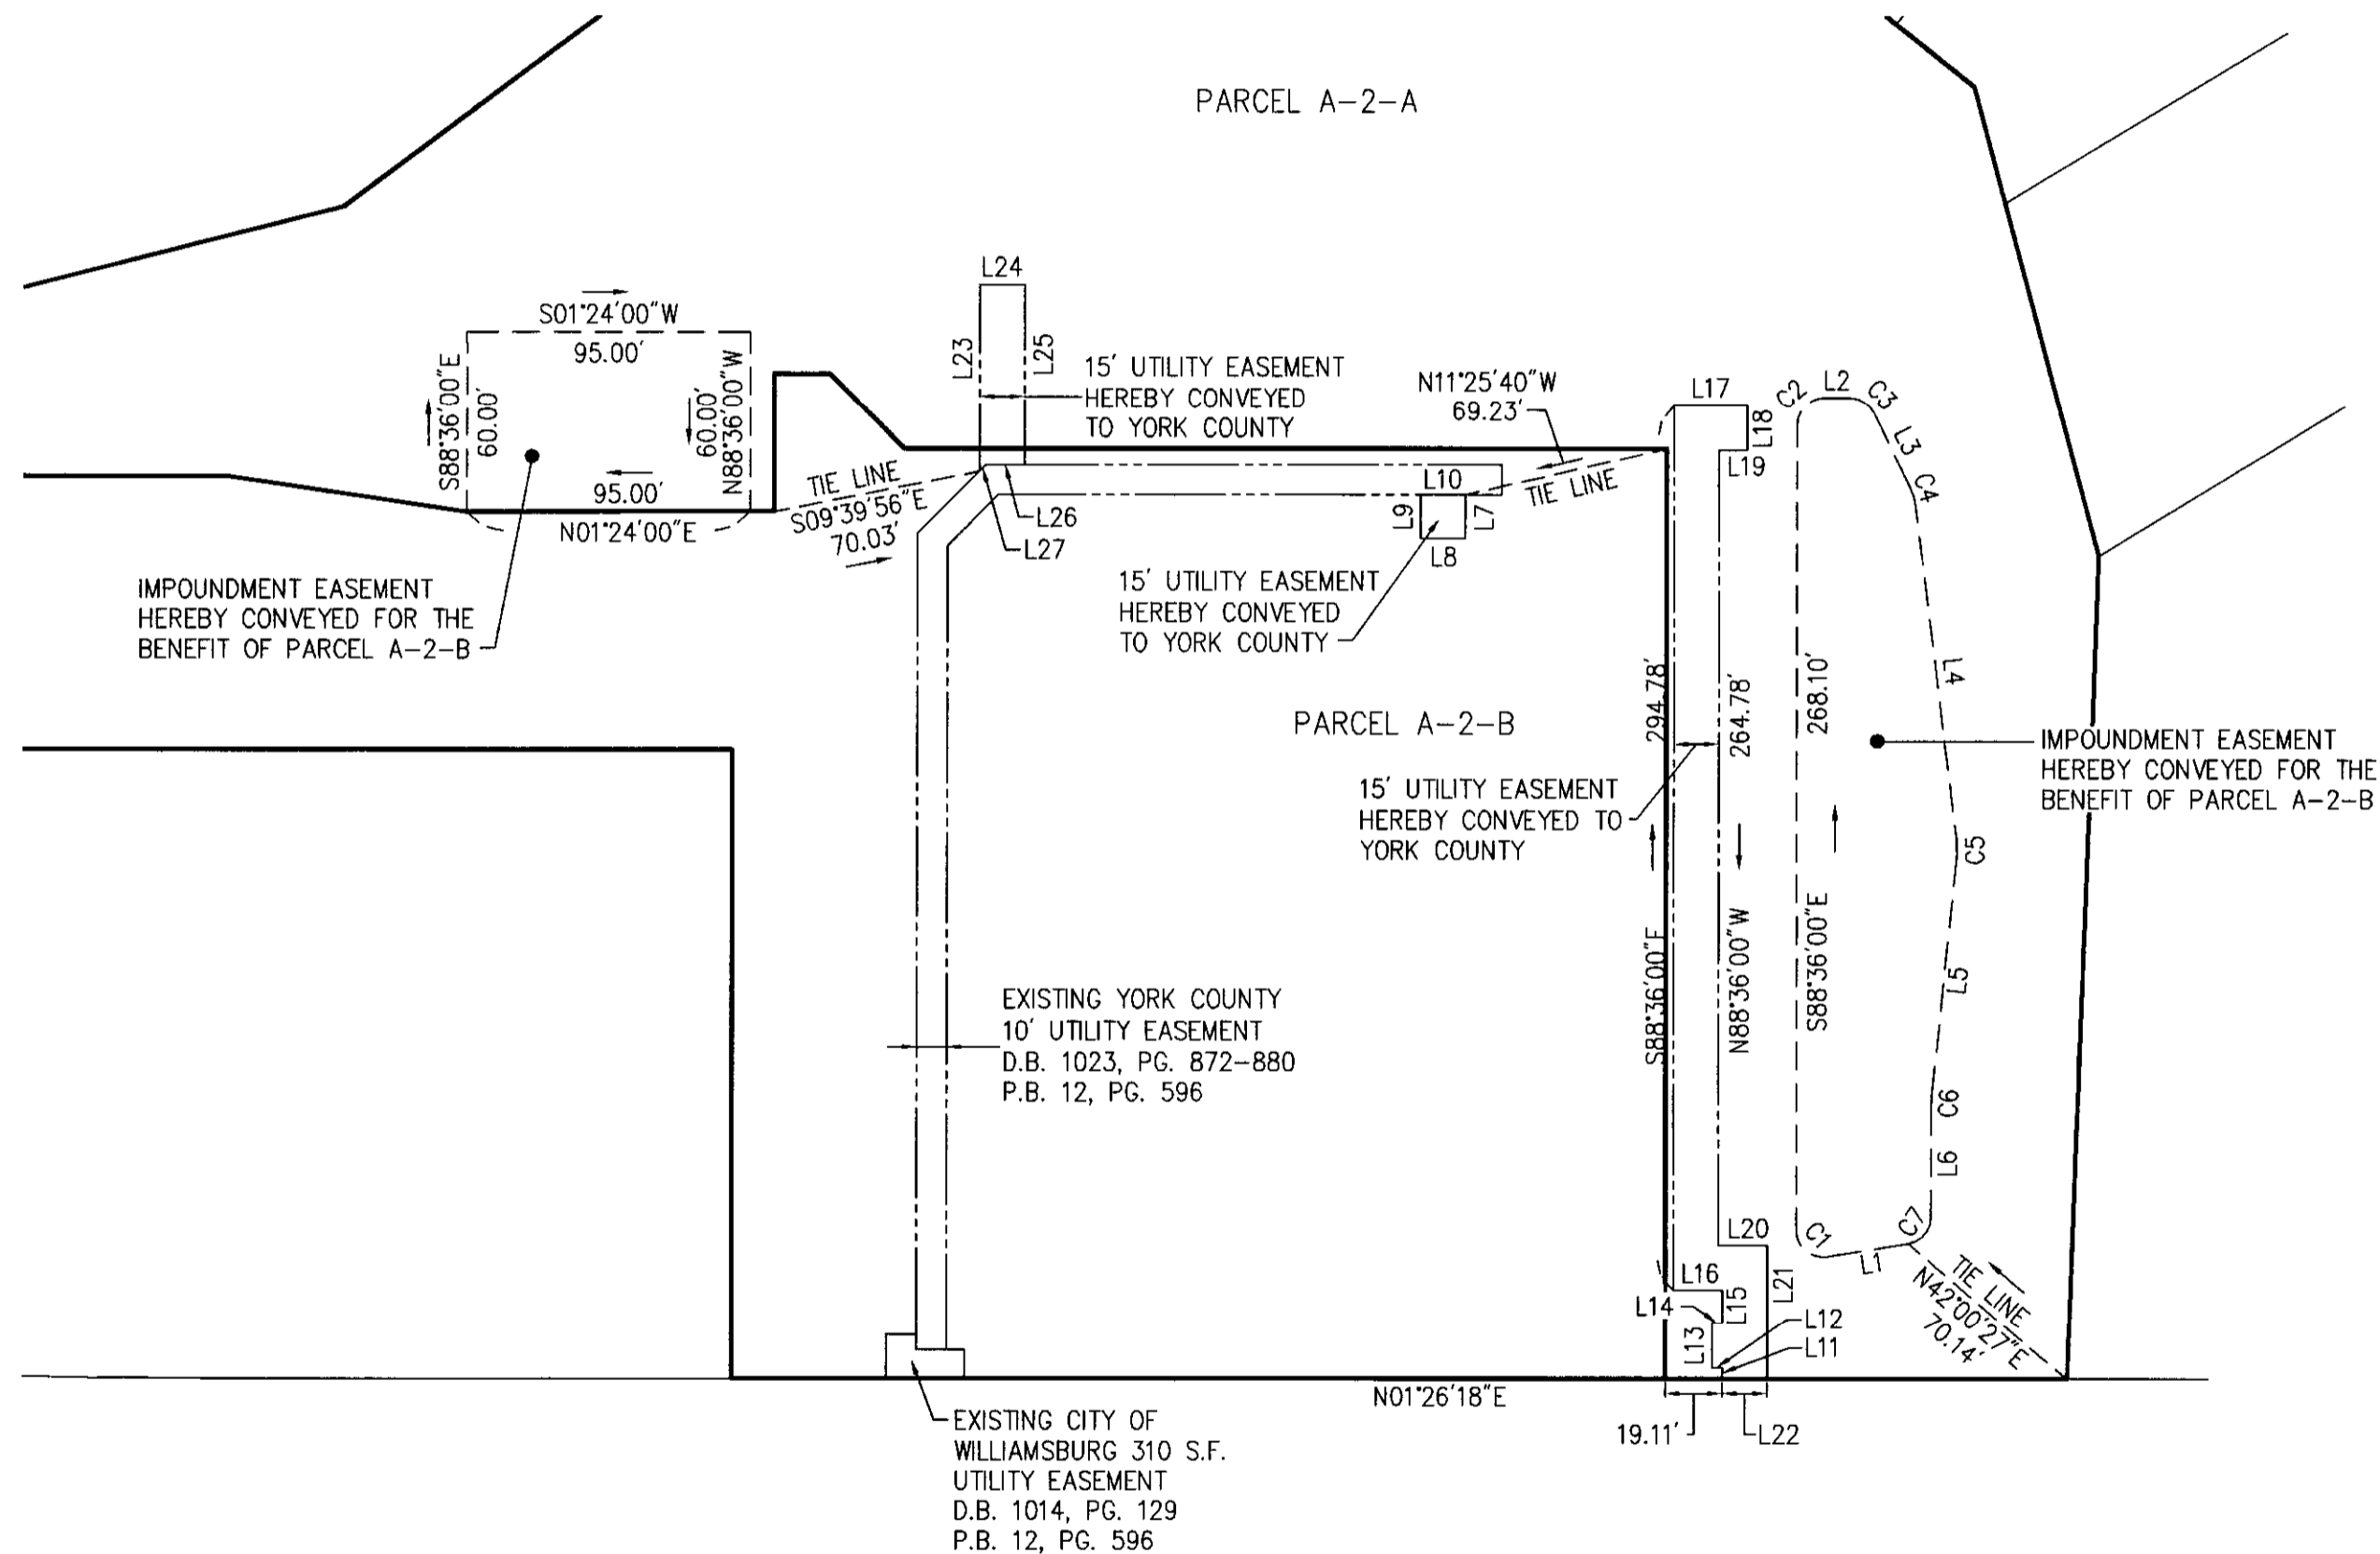 PARCEL A-2-A
L24
S01°24'00"W
95.00'
S88°36'00"E
60.00'
60.00'
N88°36'00"W
95.00'
N01°24'00"E
L23
L25
15' UTILITY EASEMENT
HEREBY CONVEYED
TO YORK COUNTY
N11°25'40"W
69.23'
TIE LINE
TIE LINE
S09°39'56"E
70.03'
L26
L27
L10
L9
L7
L8
L17
L18
L19
C2
L2
C3
L3
C4
IMPOUNDMENT EASEMENT
HEREBY CONVEYED FOR THE
BENEFIT OF PARCEL A-2-B
15' UTILITY EASEMENT
HEREBY CONVEYED
TO YORK COUNTY
PARCEL A-2-B
294.78'
264.78'
268.10'
L4
IMPOUNDMENT EASEMENT
HEREBY CONVEYED FOR THE
BENEFIT OF PARCEL A-2-B
15' UTILITY EASEMENT
HEREBY CONVEYED TO
YORK COUNTY
C5
S88°36'00"E
N88°36'00"W
S88°36'00"E
L5
EXISTING YORK COUNTY
10' UTILITY EASEMENT
D.B. 1023, PG. 872-880
P.B. 12, PG. 596
C6
L6
C7
C1
L1
L20
L16
L21
L15
L14
L13
L12
L11
TIE LINE
N42°00'27"E
70.14'
N01°26'18"E
19.11'
L22
EXISTING CITY OF
WILLIAMSBURG 310 S.F.
UTILITY EASEMENT
D.B. 1014, PG. 129
P.B. 12, PG. 596